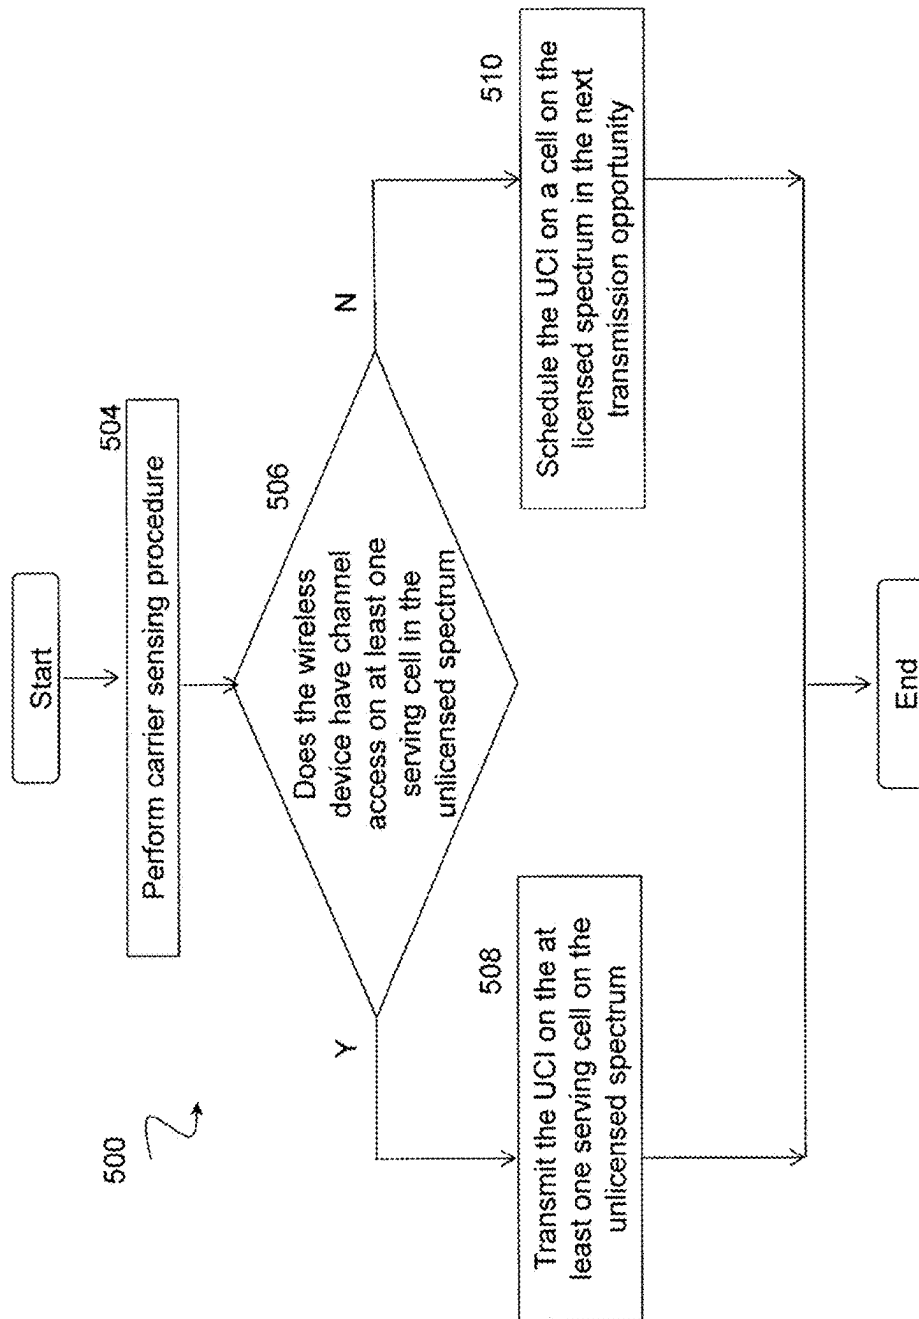 500
Start
504
Perform carrier sensing procedure
506
Does the wireless
device have channel
access on at least one
serving cell in the
unlicensed spectrum
Y
N
508
Transmit the UCI on the at
least one serving cell on the
unlicensed spectrum
510
Schedule the UCI on a cell on the
licensed spectrum in the next
transmission opportunity
End